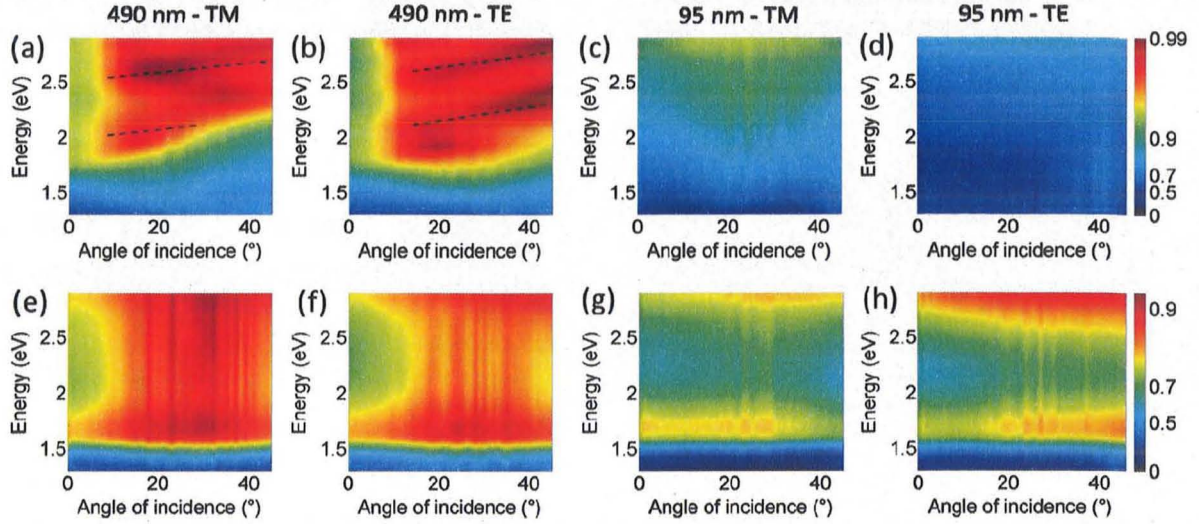 490 nm - TM 490 nm - TE 95 nm - TM 95 nm - TE
(a) (b) (c) (d)
Energy (eV) 2.5 2 1.5 Energy (eV) 2.5 2 1.5 Energy (eV) 2.5 2 1.5 Energy (eV) 2.5 2 1.5 0.99 0.9 0.7 0.5 0
0 20 40 0 20 40 0 20 40 0 20 40
Angle of incidence (°) Angle of incidence (°) Angle of incidence (°) Angle of incidence (°)
(e) (f) (g) (h)
Energy (eV) 2.5 2 1.5 Energy (eV) 2.5 2 1.5 Energy (eV) 2.5 2 1.5 Energy (eV) 2.5 2 1.5 0.9 0.7 0.5 0
0 20 40 0 20 40 0 20 40 0 20 40
Angle of incidence (°) Angle of incidence (°) Angle of incidence (°) Angle of incidence (°)